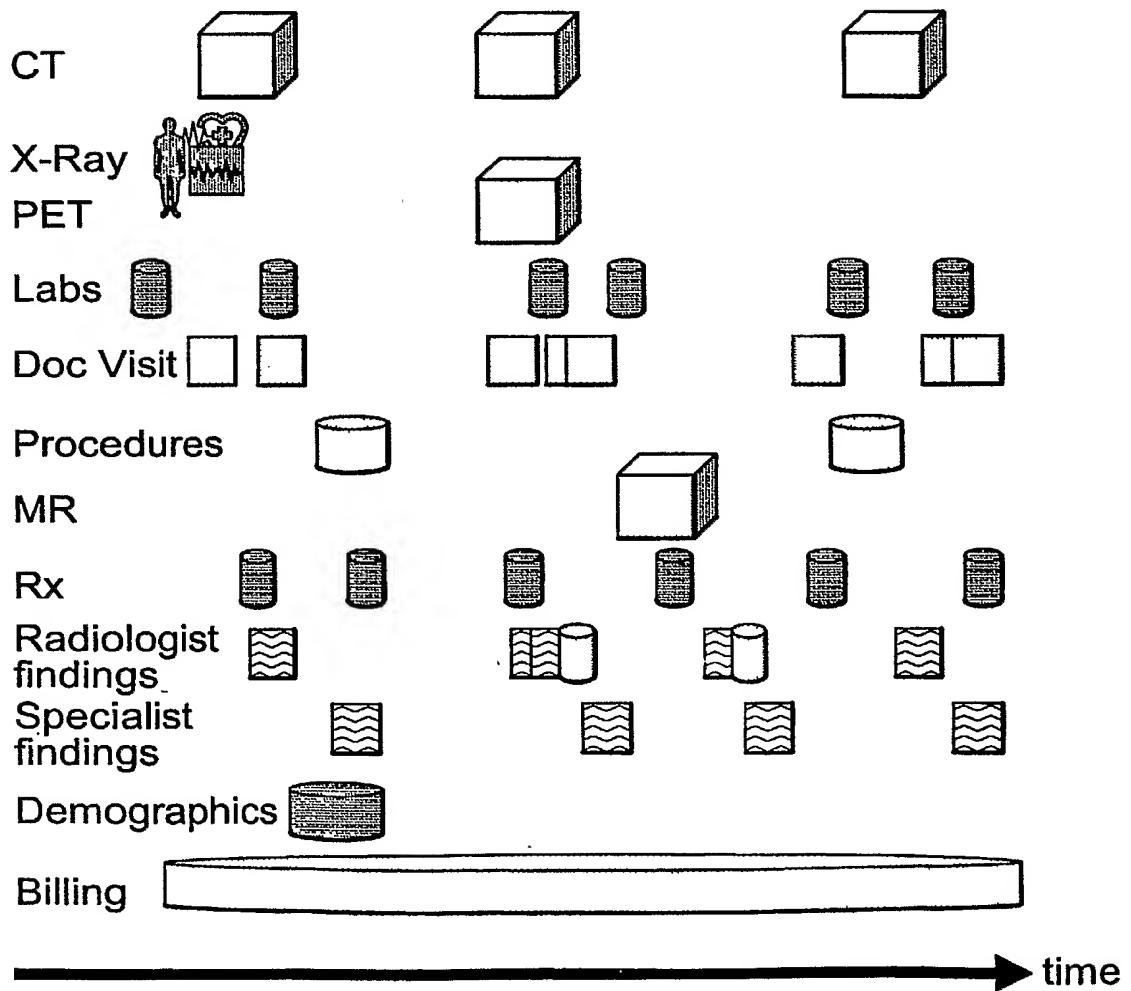 CT
X-Ray
PET
Labs
Doc Visit
Procedures
MR
Rx
Radiologist
findings
Specialist
findings
Demographics
Billing
time